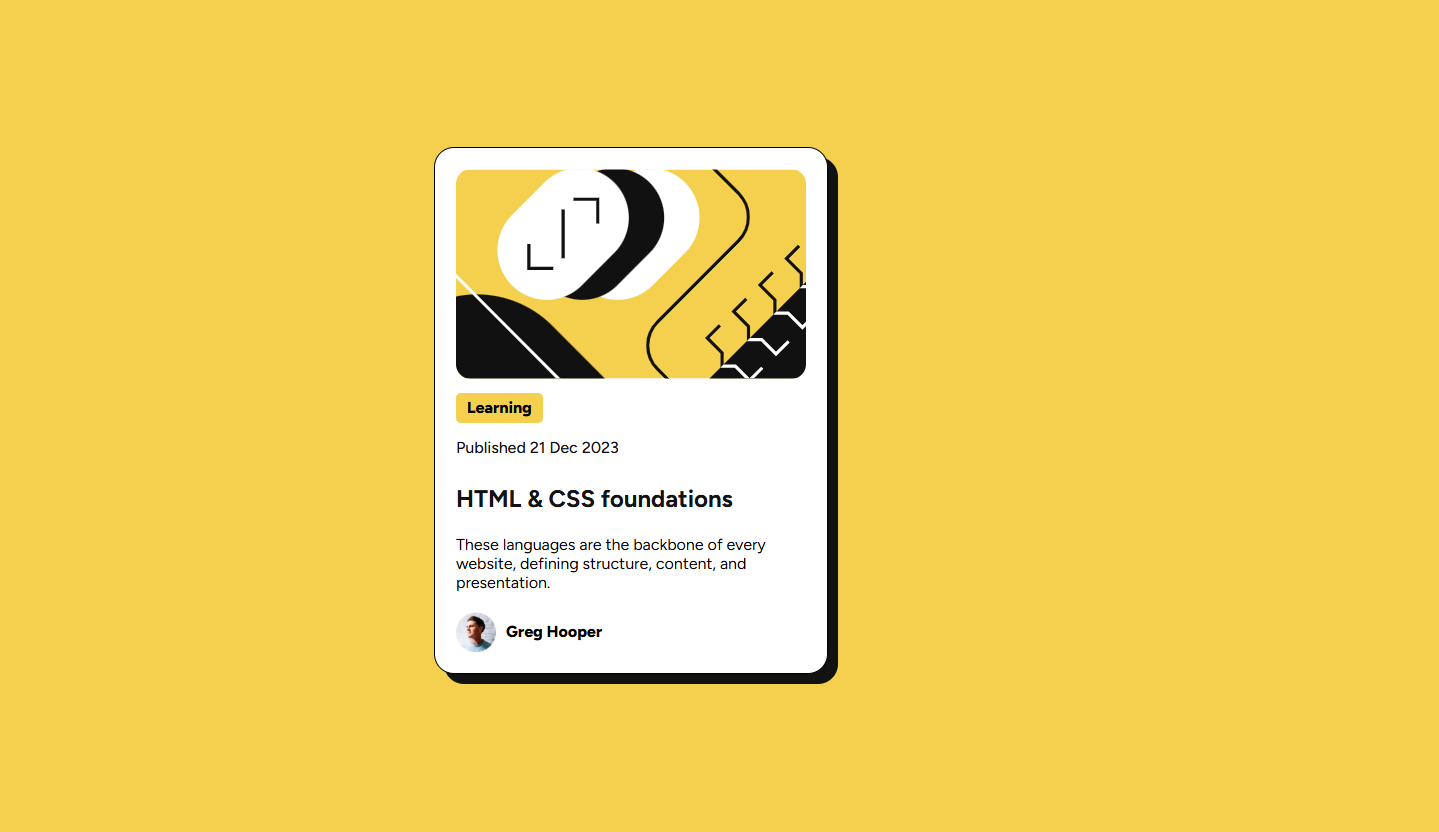 Learning
Published 21 Dec 2023
HTML & CSS foundations
These languages are the backbone of every
website, defining structure, content, and
presentation.
Greg Hooper